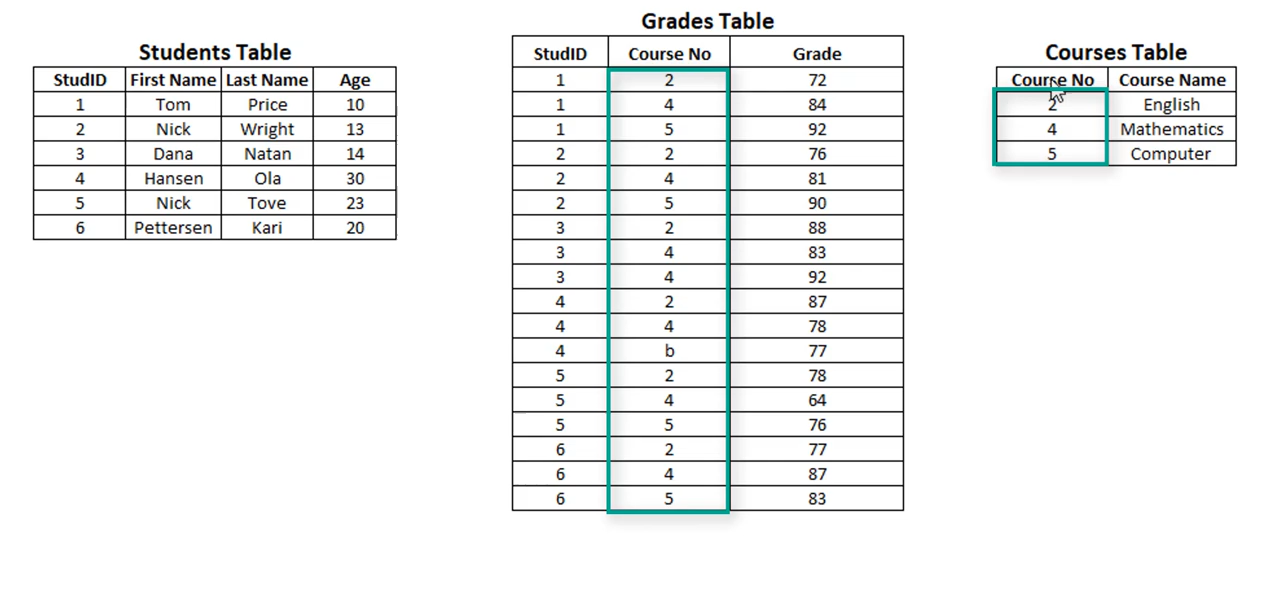 Students Table
StudID First Name Last Name Age
1 Tom Price 10
2 Nick Wright 13
3 Dana Natan 14
4 Hansen Ola 30
5 Nick Tove 23
6 Pettersen Kari 20
Grades Table
StudID Course No Grade
1 2 72
1 4 84
1 5 92
2 2 76
2 4 81
2 5 90
3 2 88
3 4 83
3 4 92
4 2 87
4 4 78
4 b 77
5 2 78
5 4 64
5 5 76
6 2 77
6 4 87
6 5 83
Courses Table
Course No Course Name
2 English
4 Mathematics
5 Computer